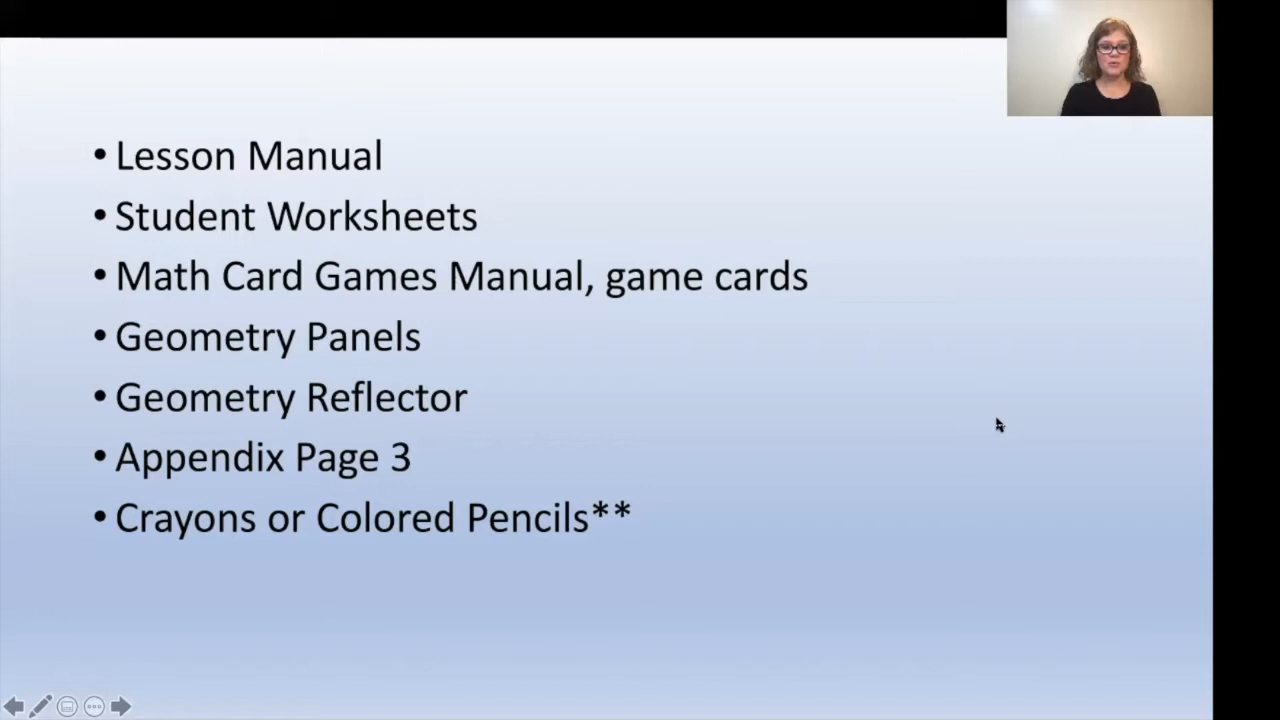 • Lesson Manual
• Student Worksheets
• Math Card Games Manual, game cards
• Geometry Panels
• Geometry Reflector
• Appendix Page 3
• Crayons or Colored Pencils**